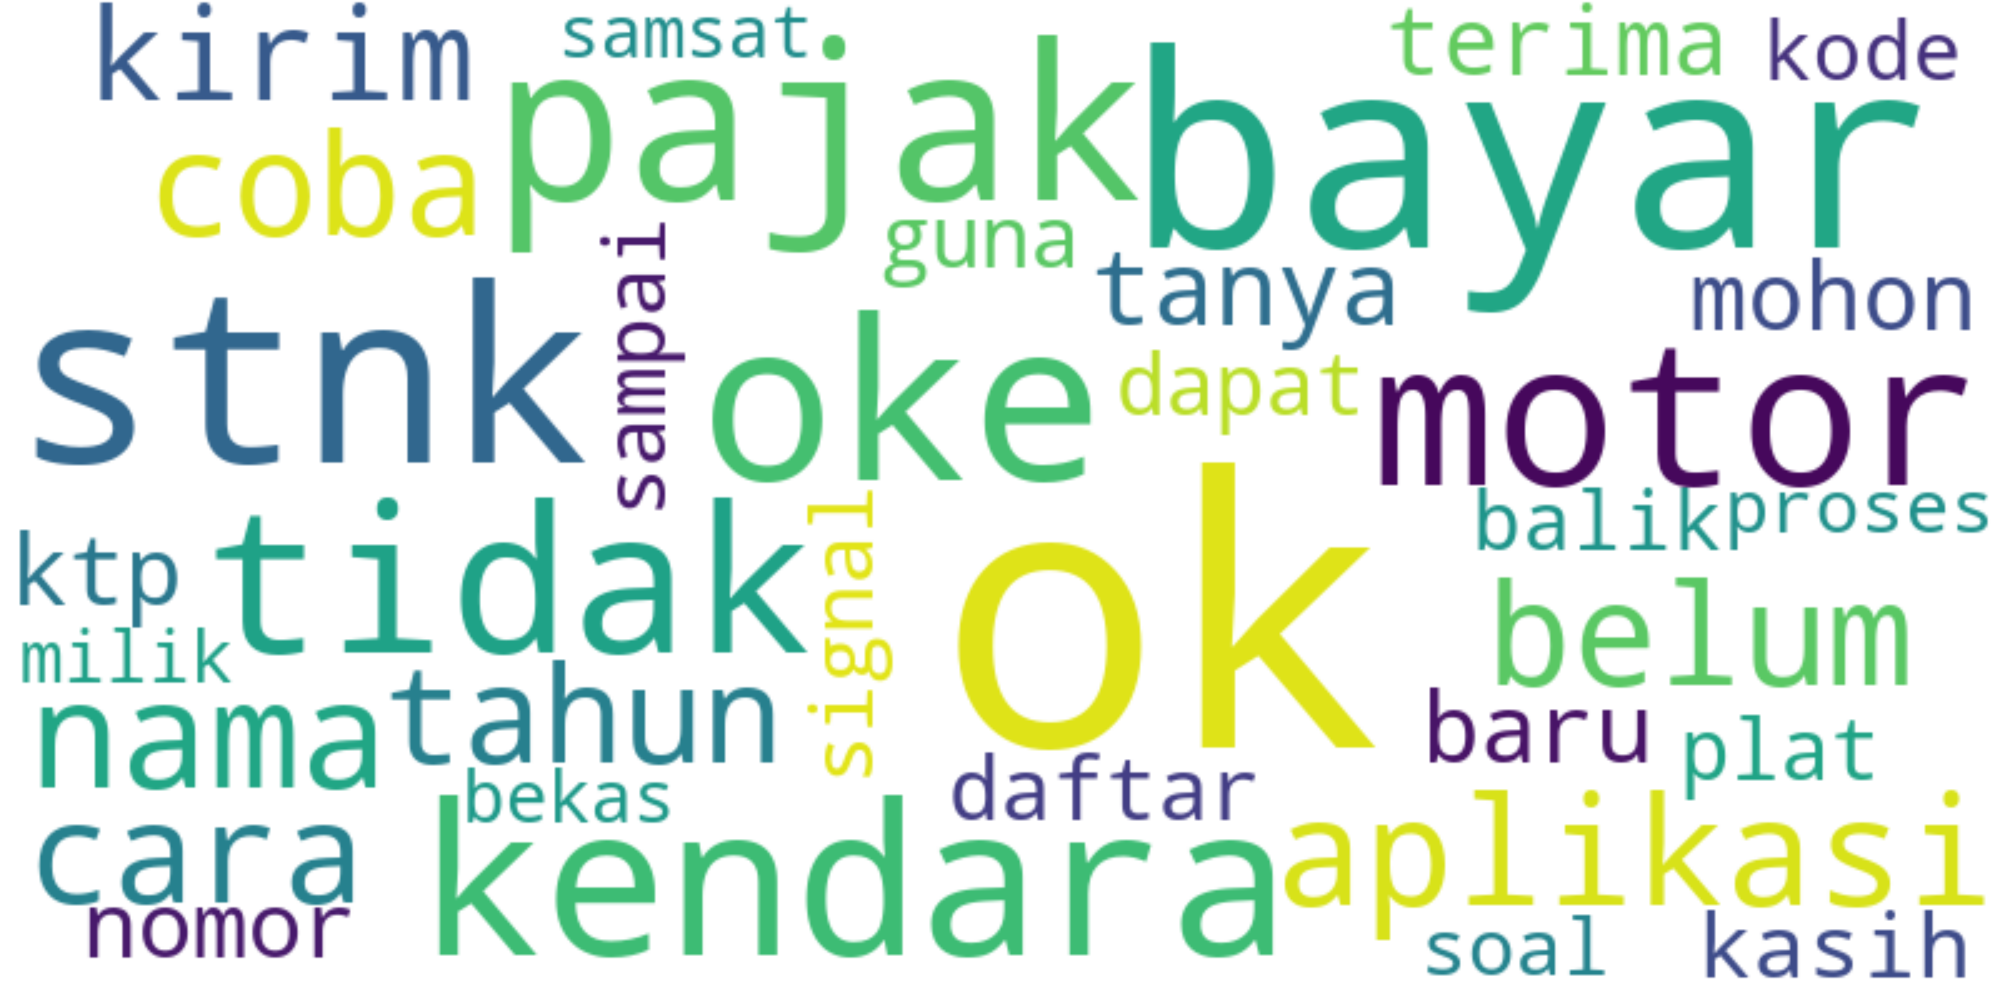 kirim
samsat
pajak
bayar
terima
kode
coba
guna
tanya
mohon
stnk
sampai
oke
dapat
motor
ktp
tidak
signal
ok
balik
proses
milik
belum
nama
tahun
baru
plat
bekas
daftar
cara
kendara
aplikasi
nomor
soal
kasih